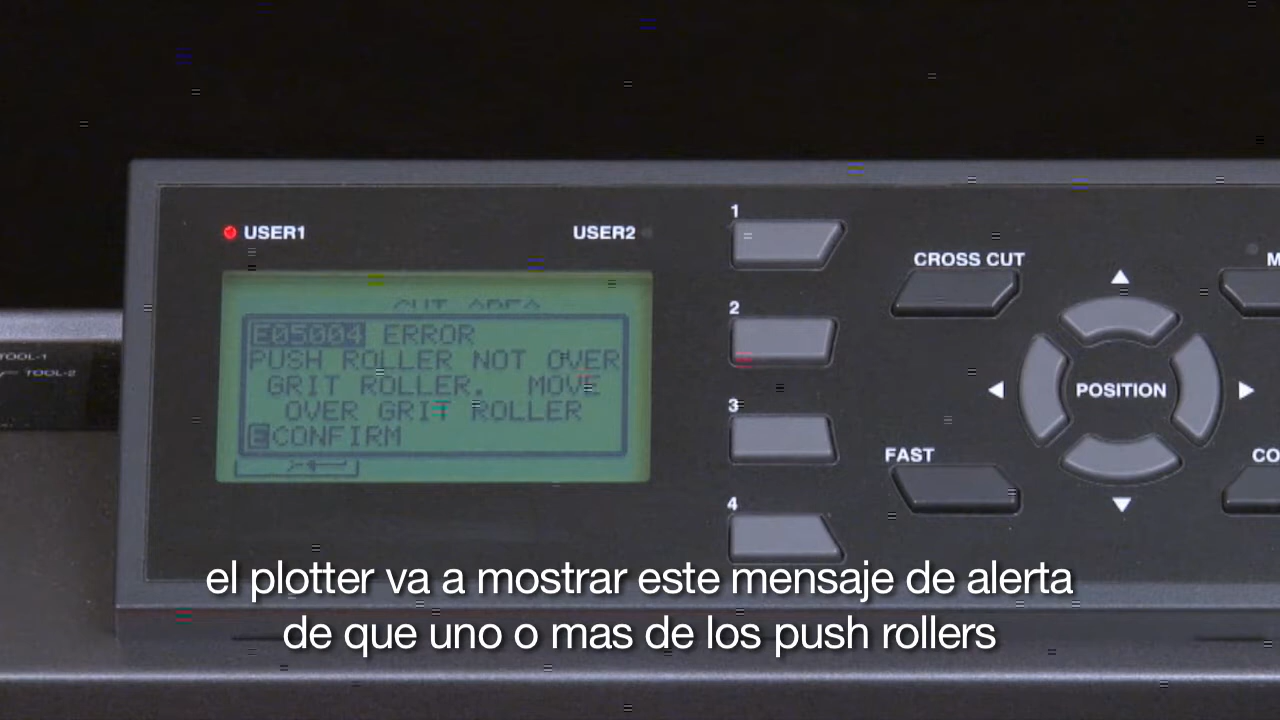 USER1
USER2
CUT AREA
E05004 ERROR
PUSH ROLLER NOT OVER
GRIT ROLLER. MOVE
OVER GRIT ROLLER
E CONFIRM
TOOL-1
TOOL-2
1
2
3
4
CROSS CUT
POSITION
FAST
el plotter va a mostrar este mensaje de alerta
de que uno o mas de los push rollers